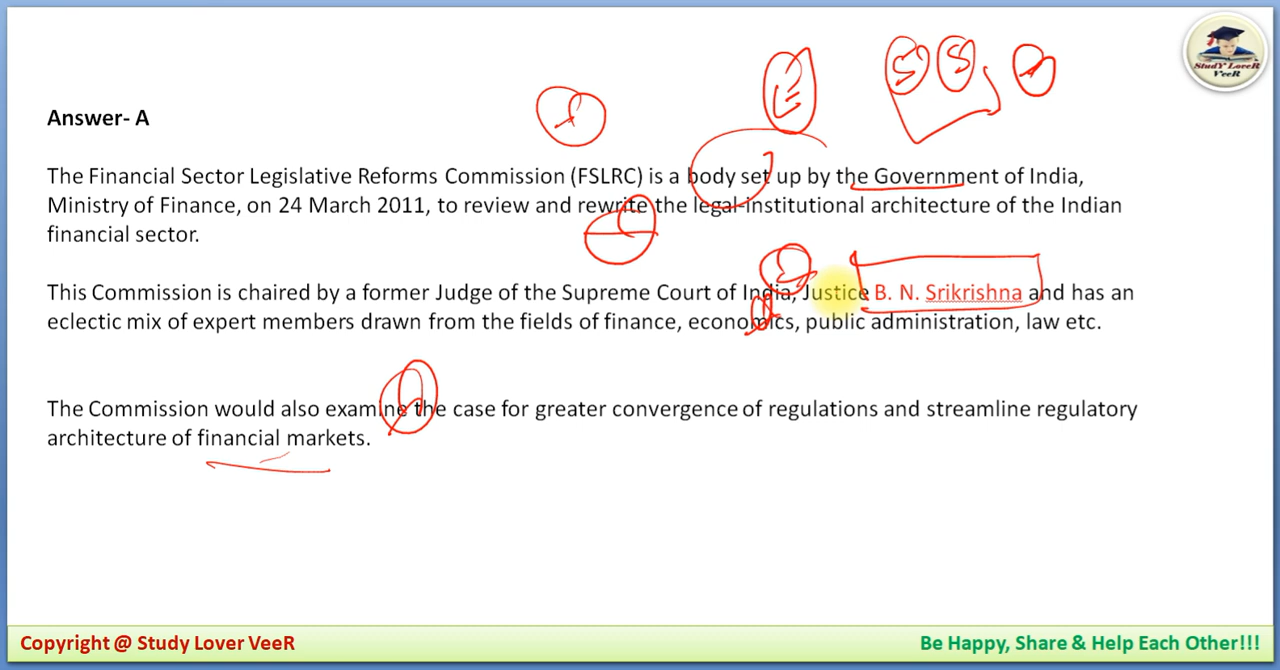 StudY LoveR
VeeR
Answer- A
The Financial Sector Legislative Reforms Commission (FSLRC) is a body set up by the Government of India,
Ministry of Finance, on 24 March 2011, to review and rewrite the legal-institutional architecture of the Indian
financial sector.
This Commission is chaired by a former Judge of the Supreme Court of India, Justice B. N. Srikrishna and has an
eclectic mix of expert members drawn from the fields of finance, economics, public administration, law etc.
The Commission would also examine the case for greater convergence of regulations and streamline regulatory
architecture of financial markets.
Copyright @ Study Lover VeeR
Be Happy, Share & Help Each Other!!!